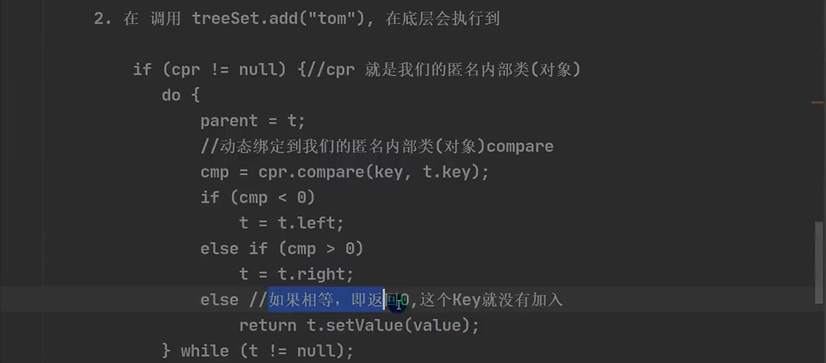 2. 在 调用 treeSet.add("tom"), 在底层会执行到
if (cpr != null) {//cpr 就是我们的匿名内部类(对象)
do {
parent = t;
//动态绑定到我们的匿名内部类(对象)compare
cmp = cpr.compare(key, t.key);
if (cmp < 0)
t = t.left;
else if (cmp > 0)
t = t.right;
else //如果相等，即返回0,这个Key就没有加入
return t.setValue(value);
} while (t != null);